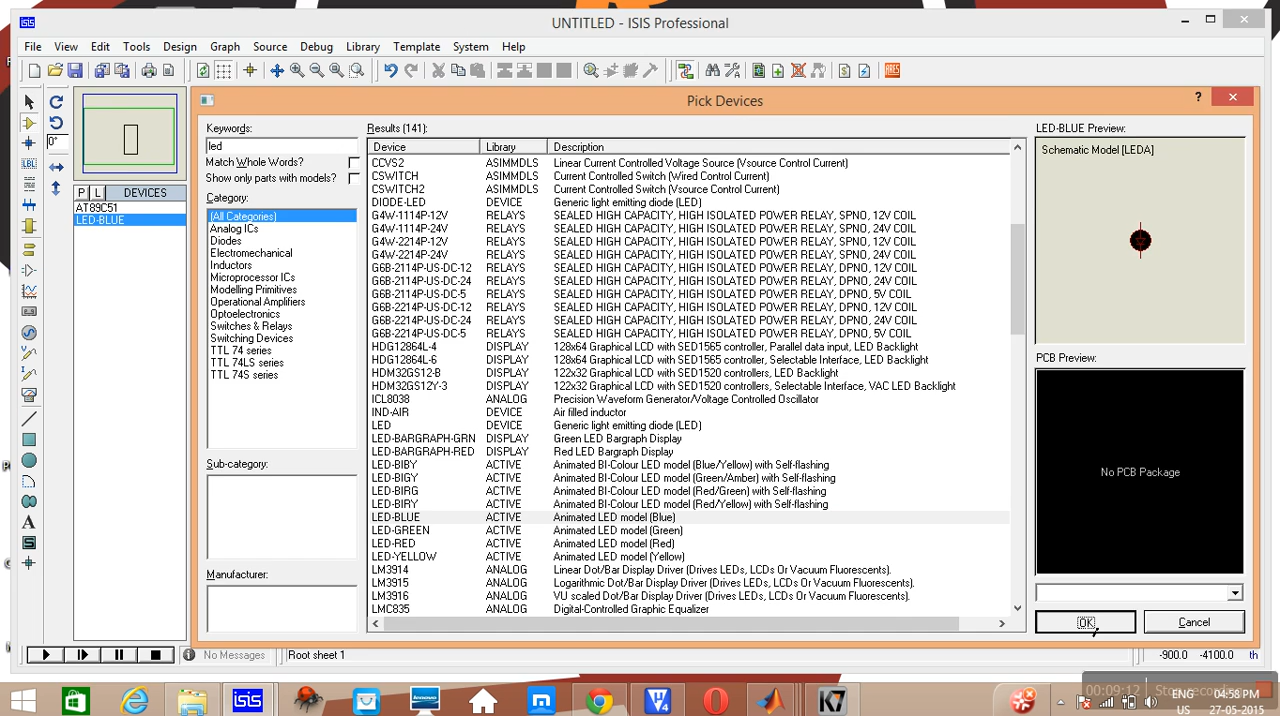 UNTITLED - ISIS Professional
File View Edit Tools Design Graph Source Debug Library Template System Help
Pick Devices
?
0°
LBL
P L DEVICES
AT89C51
LED-BLUE
A
Keywords:
led
Match Whole Words?
Show only parts with models?
Category:
(All Categories)
Analog ICs
Diodes
Electromechanical
Inductors
Microprocessor ICs
Modelling Primitives
Operational Amplifiers
Optoelectronics
Switches & Relays
Switching Devices
TTL 74 series
TTL 74LS series
TTL 74S series
Sub-category:
Manufacturer:
Results (141):
Device Library Description
CCVS2 ASIMMDLS Linear Current Controlled Voltage Source (Vsource Control Current)
CSWITCH ASIMMDLS Current Controlled Switch (Wired Control Current)
CSWITCH2 ASIMMDLS Current Controlled Switch (Vsource Control Current)
DIODE-LED DEVICE Generic light emitting diode (LED)
G4W-1114P-12V RELAYS SEALED HIGH CAPACITY, HIGH ISOLATED POWER RELAY, SPNO, 12V COIL
G4W-1114P-24V RELAYS SEALED HIGH CAPACITY, HIGH ISOLATED POWER RELAY, SPNO, 24V COIL
G4W-2214P-12V RELAYS SEALED HIGH CAPACITY, HIGH ISOLATED POWER RELAY, DPNO, 12V COIL
G4W-2214P-24V RELAYS SEALED HIGH CAPACITY, HIGH ISOLATED POWER RELAY, DPNO, 24V COIL
G6B-2114P-US-DC-12 RELAYS SEALED HIGH CAPACITY, HIGH ISOLATED POWER RELAY, DPNO, 12V COIL
G6B-2114P-US-DC-24 RELAYS SEALED HIGH CAPACITY, HIGH ISOLATED POWER RELAY, DPNO, 24V COIL
G6B-2114P-US-DC-5 RELAYS SEALED HIGH CAPACITY, HIGH ISOLATED POWER RELAY, DPNO, 5V COIL
G6B-2214P-US-DC-12 RELAYS SEALED HIGH CAPACITY, HIGH ISOLATED POWER RELAY, DPNO, 12V COIL
G6B-2214P-US-DC-24 RELAYS SEALED HIGH CAPACITY, HIGH ISOLATED POWER RELAY, DPNO, 24V COIL
G6B-2214P-US-DC-5 RELAYS SEALED HIGH CAPACITY, HIGH ISOLATED POWER RELAY, DPNO, 5V COIL
HDG12864L-4 DISPLAY 128x64 Graphical LCD with SED1565 controller, Parallel data input, LED Backlight
HDG12864L-6 DISPLAY 128x64 Graphical LCD with SED1565 controllers, Selectable Interface, LED Backlight
HDM32GS12-B DISPLAY 122x32 Graphical LCD with SED1520 controllers, LED Backlight
HDM32GS12Y-3 DISPLAY 122x32 Graphical LCD with SED1520 controllers, Selectable Interface, VAC LED Backlight
ICL8038 ANALOG Precision Waveform Generator/Voltage Controlled Oscillator
IND-AIR DEVICE Air filled inductor
LED DEVICE Generic light emitting diode (LED)
LED-BARGRAPH-GRN DISPLAY Green LED Bargraph Display
LED-BARGRAPH-RED DISPLAY Red LED Bargraph Display
LED-BIBY ACTIVE Animated BI-Colour LED model (Blue/Yellow) with Self-flashing
LED-BIGY ACTIVE Animated BI-Colour LED model (Green/Amber) with Self-flashing
LED-BIRG ACTIVE Animated BI-Colour LED model (Red/Green) with Self-flashing
LED-BIRY ACTIVE Animated BI-Colour LED model (Red/Yellow) with Self-flashing
LED-BLUE ACTIVE Animated LED model (Blue)
LED-GREEN ACTIVE Animated LED model (Green)
LED-RED ACTIVE Animated LED model (Red)
LED-YELLOW ACTIVE Animated LED model (Yellow)
LM3914 ANALOG Linear Dot/Bar Display Driver (Drives LEDs, LCDs Or Vacuum Fluorescents).
LM3915 ANALOG Logarithmic Dot/Bar Display Driver (Drives LEDs, LCDs Or Vacuum Fluorescents).
LM3916 ANALOG VU scaled Dot/Bar Display Driver (Drives LEDs, LCDs Or Vacuum Fluorescents).
LMC835 ANALOG Digital-Controlled Graphic Equalizer
LED-BLUE Preview:
Schematic Model [LEDA]
PCB Preview:
No PCB Package
OK Cancel
No Messages Root sheet 1 -900.0 -4100.0 th
00:09:12
ENG 04:58 PM
US 27-05-2015